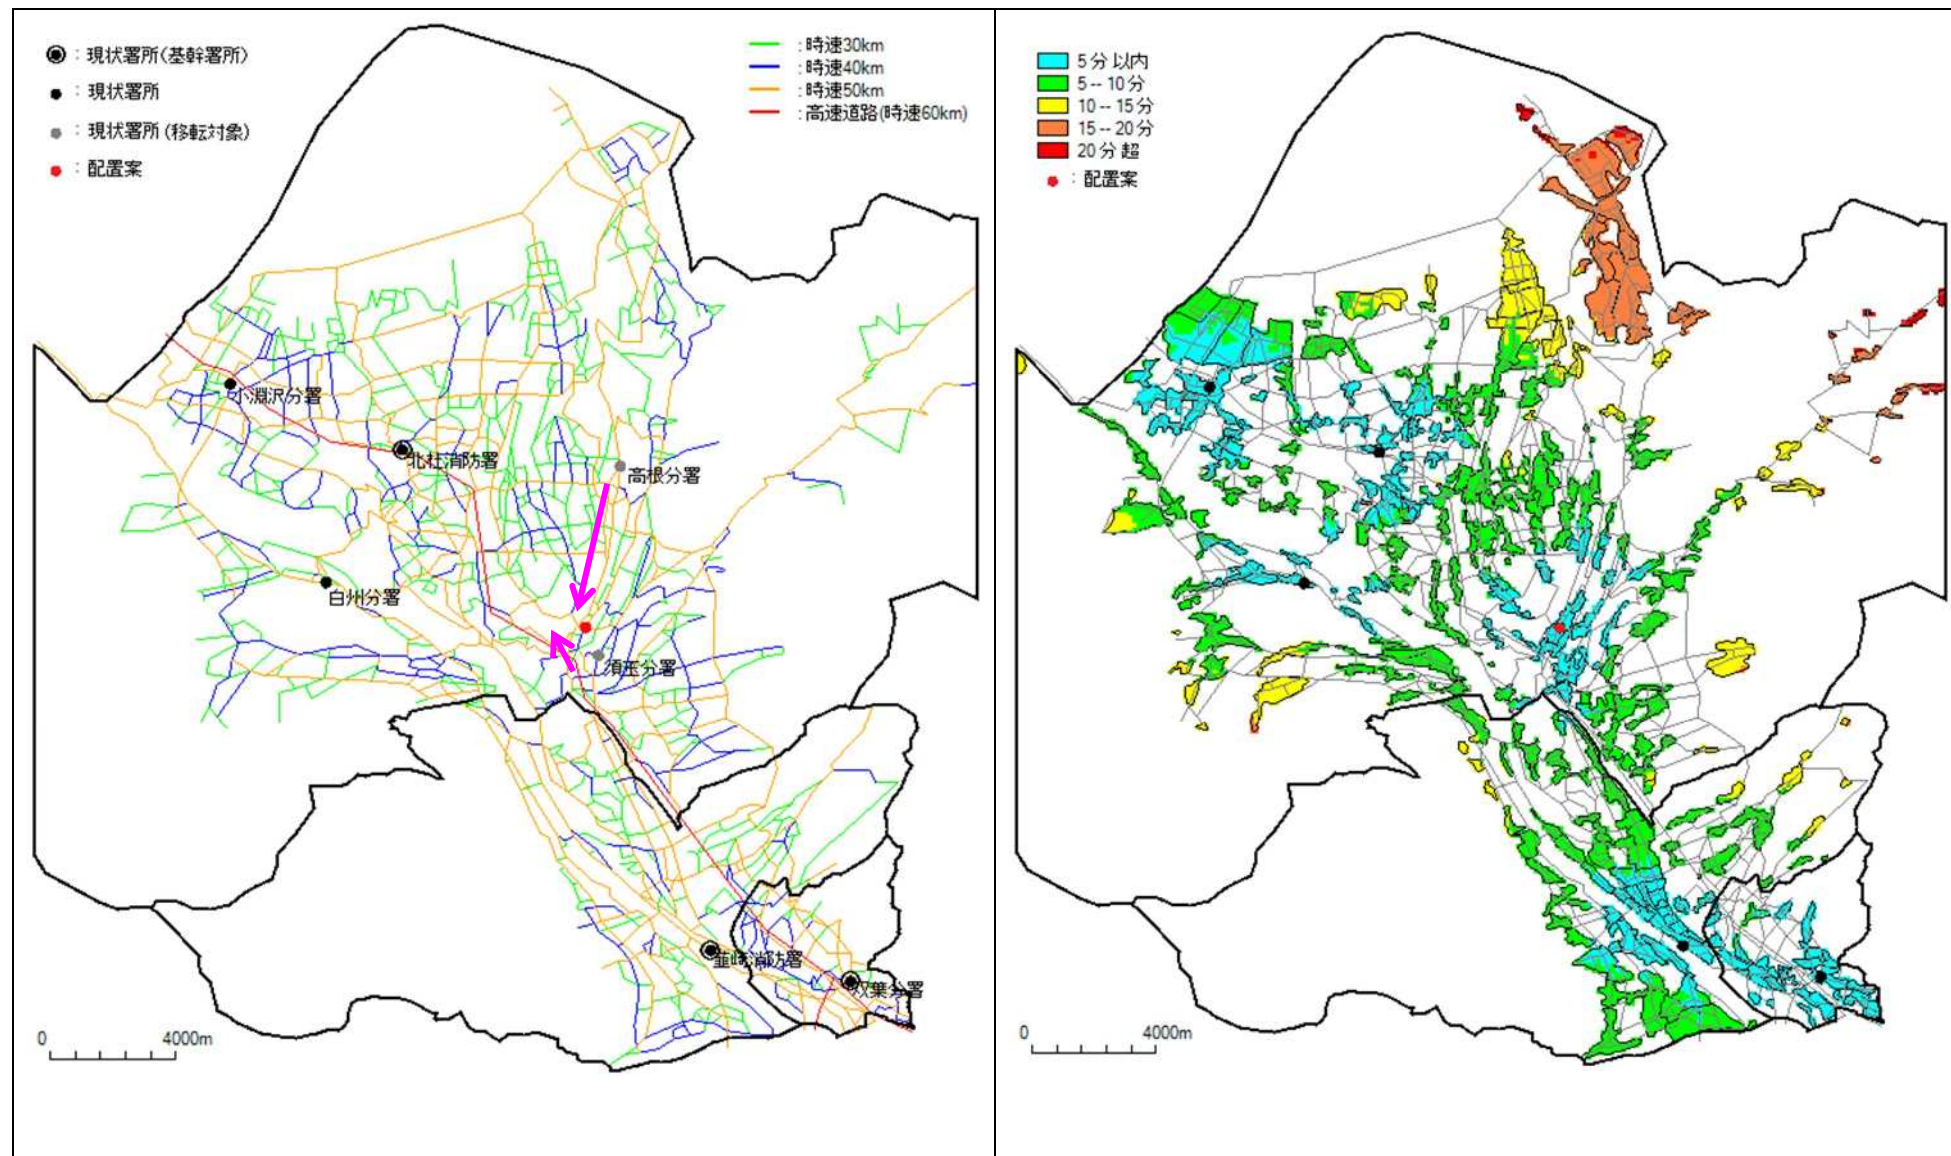 ：現状署所(基幹署所)
：現状署所
：現状署所(移転対象)
：配置案
：時速30km
：時速40km
：時速50km
：高速道路(時速60km)
小淵沢分署
北杜消防署
高根分署
白州分署
須玉分署
韮崎消防署
双葉分署
0 4000m
5分以内
5--10分
10--15分
15--20分
20分超
：配置案
0 4000m